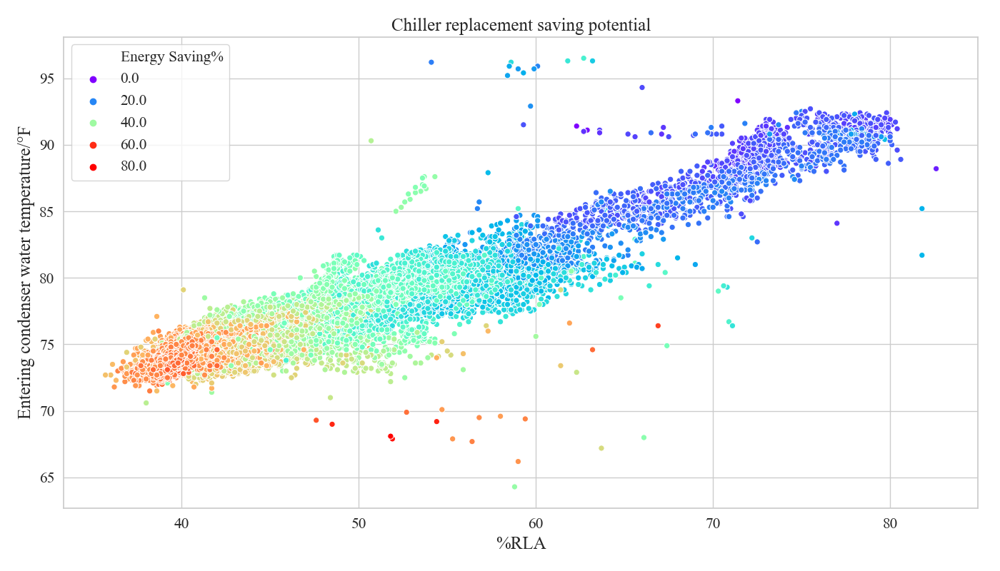 Chiller replacement saving potential
Energy Saving%
0.0
20.0
40.0
60.0
80.0
Entering condenser water temperature/°F
95
90
85
80
75
70
65
40 50 60 70 80
%RLA